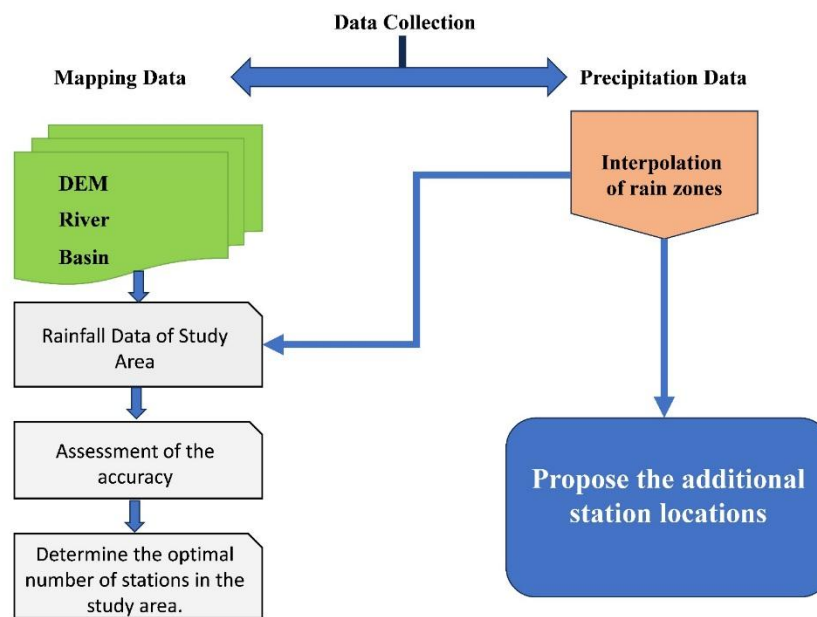 Data Collection
Mapping Data
Precipitation Data
DEM
River
Basin
Interpolation
of rain zones
Rainfall Data of Study
Area
Assessment of the
accuracy
Determine the optimal
number of stations in the
study area.
Propose the additional
station locations